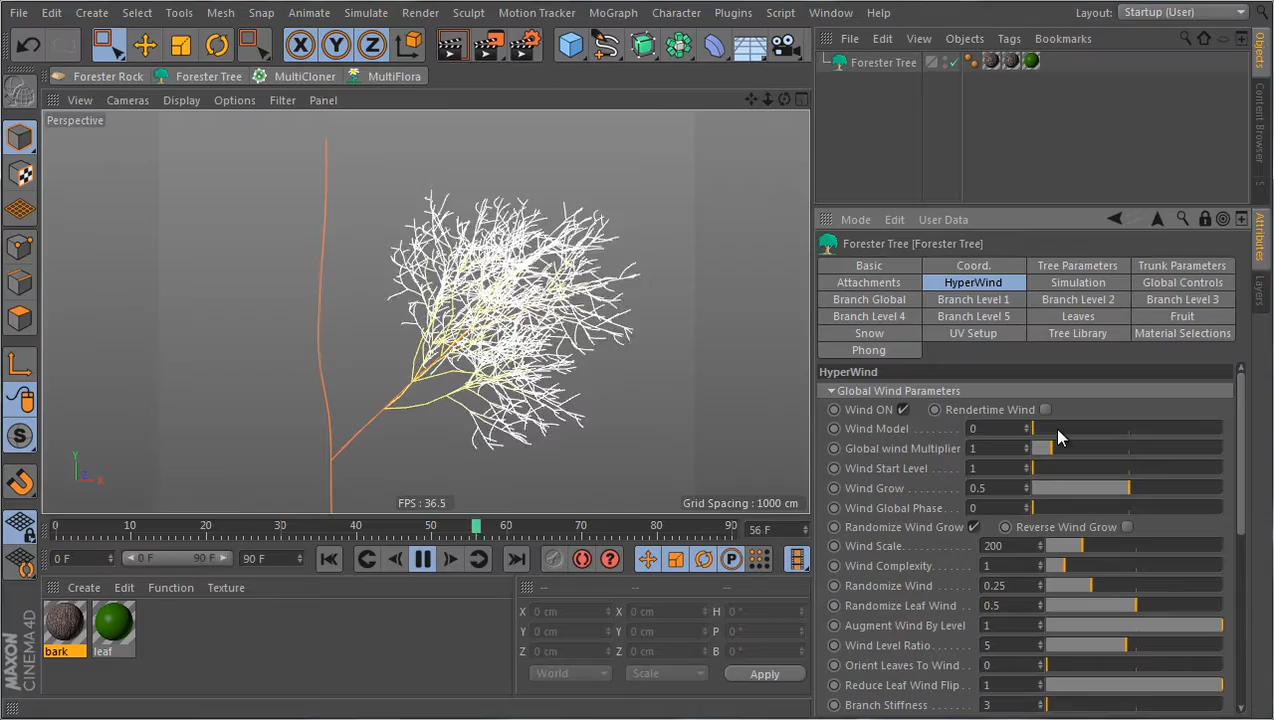 File Edit Create Select Tools Mesh Snap Animate Simulate Render Sculpt Motion Tracker MoGraph Character Plugins Script Window Help Layout: Startup (User)
X Y Z
File Edit View Objects Tags Bookmarks
Forester Tree
Forester Rock Forester Tree MultiCloner MultiFlora
View Cameras Display Options Filter Panel
Perspective
Objects
Content Browser
Mode Edit User Data
Forester Tree [Forester Tree]
Basic Coord. Tree Parameters Trunk Parameters
Attachments HyperWind Simulation Global Controls
Branch Global Branch Level 1 Branch Level 2 Branch Level 3
Branch Level 4 Branch Level 5 Leaves Fruit
Snow UV Setup Tree Library Material Selections
Phong
Attributes
Layers
HyperWind
Global Wind Parameters
Wind ON Rendertime Wind
Wind Model 0
Global wind Multiplier 1
Wind Start Level 1
Wind Grow 0.5
Wind Global Phase 0
Randomize Wind Grow Reverse Wind Grow
Wind Scale 200
Wind Complexity 1
Randomize Wind 0.25
Randomize Leaf Wind 0.5
Augment Wind By Level 1
Wind Level Ratio 5
Orient Leaves To Wind 0
Reduce Leaf Wind Flip 1
Branch Stiffness 3
Y
Z X
FPS : 36.5 Grid Spacing : 1000 cm
0 10 20 30 40 50 60 70 80 90 56 F
0 F 0 F 90 F 90 F
P
Create Edit Function Texture
bark leaf
-- -- --
X 0 cm X 0 cm H 0 °
Y 0 cm Y 0 cm P 0 °
Z 0 cm Z 0 cm B 0 °
World Scale Apply
MAXON
CINEMA 4D